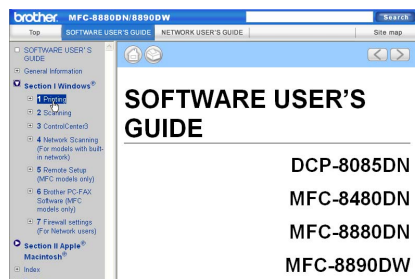 brother. MFC-8880DN/8890DW
Search
Top
SOFTWARE USER'S GUIDE
NETWORK USER'S GUIDE
Site map
SOFTWARE USER'S
GUIDE
General Information
Section I Windows®
1 Printing
2 Scanning
3 ControlCenter3
4 Network Scanning
(For models with built-
in network)
5 Remote Setup
(MFC models only)
6 Brother PC-FAX
Software (MFC
models only)
7 Firewall settings
(For Network users)
Section II Apple®
Macintosh®
Index
SOFTWARE USER'S
GUIDE
DCP-8085DN
MFC-8480DN
MFC-8880DN
MFC-8890DW